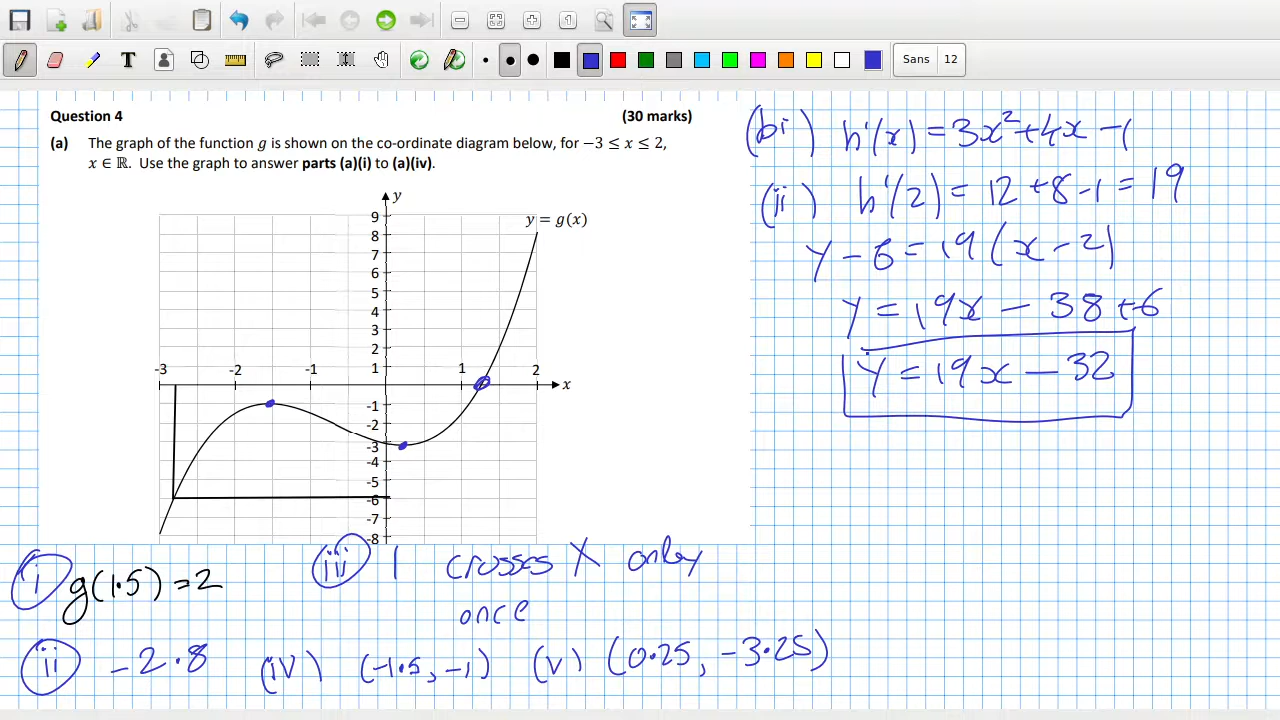 Sans 12
Question 4 (30 marks)
(a) The graph of the function g is shown on the co-ordinate diagram below, for −3 ≤ x ≤ 2,
x ∈ ℝ. Use the graph to answer parts (a)(i) to (a)(iv).
y
y = g(x)
9
8
7
6
5
4
3
2
1
-3 -2 -1 1 2 x
-1
-2
-3
-4
-5
-6
-7
-8
(i) g(1.5) = 2
(ii) -2.8
(iii) 1 crosses X only
once
(iv) (-1.5, -1)
(v) (0.25, -3.25)
(bi) h'(x) = 3x² + 4x - 1
(ii) h'(2) = 12 + 8 - 1 = 19
y - 6 = 19(x - 2)
y = 19x - 38 + 6
y = 19x - 32